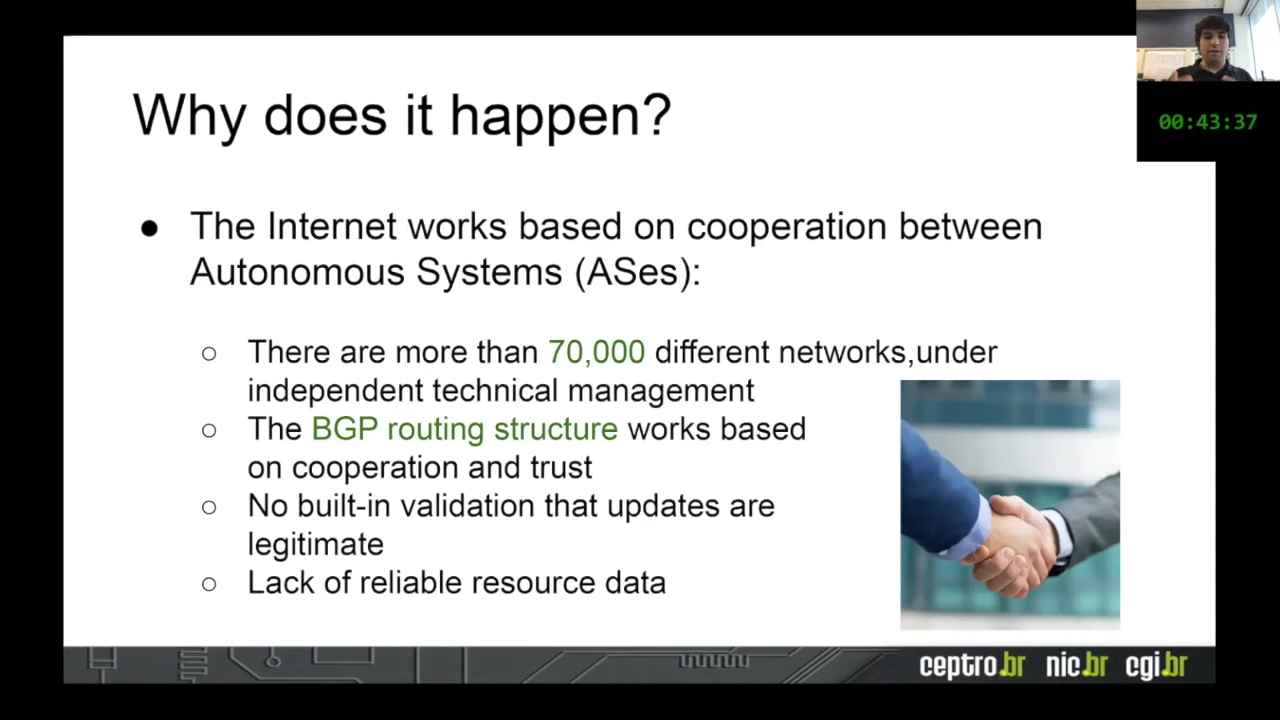 Why does it happen?
00:43:37
● The Internet works based on cooperation between
Autonomous Systems (ASes):
○ There are more than 70,000 different networks,under
independent technical management
○ The BGP routing structure works based
on cooperation and trust
○ No built-in validation that updates are
legitimate
○ Lack of reliable resource data
ceptro.br nic.br cgi.br